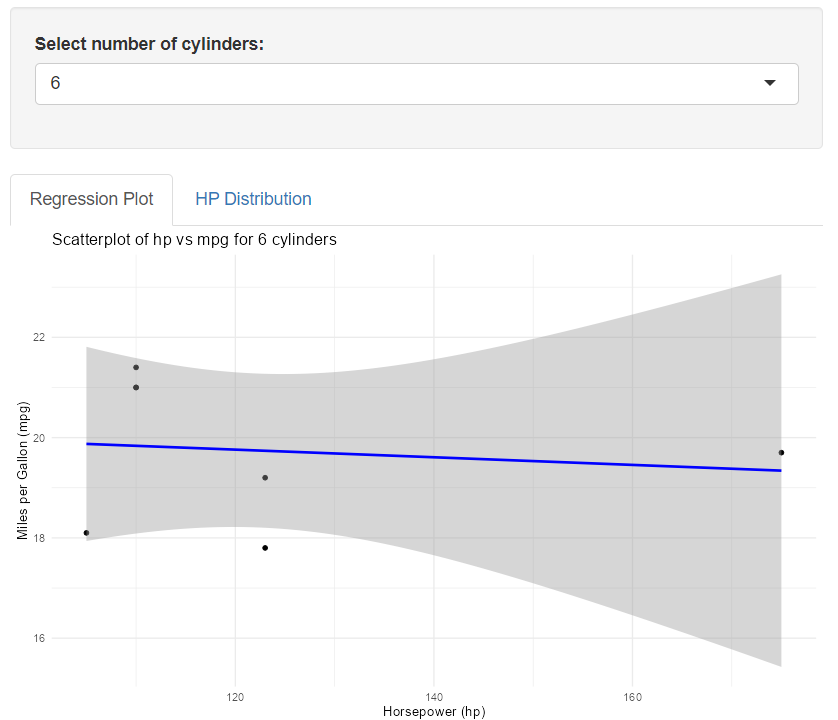 Select number of cylinders:
6
Regression Plot HP Distribution
Scatterplot of hp vs mpg for 6 cylinders
22
20
18
16
Miles per Gallon (mpg)
120 140 160
Horsepower (hp)